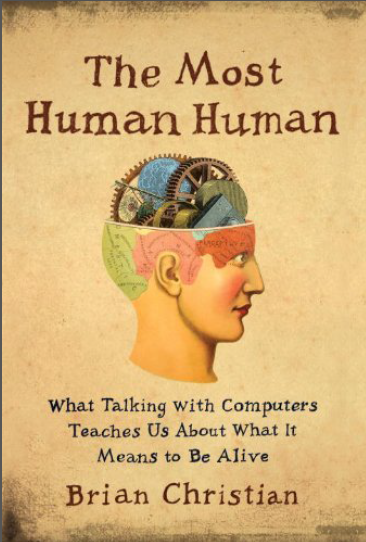 The Most
Human Human
What Talking with Computers
Teaches Us About What It
Means to Be Alive
Brian Christian